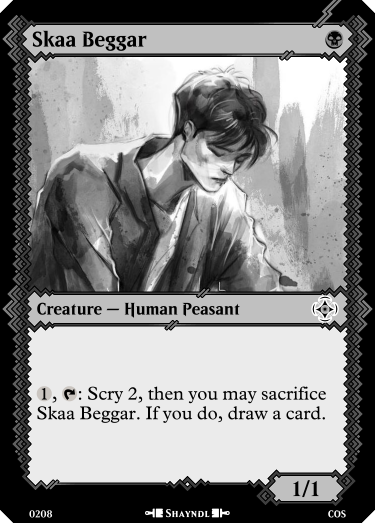 Skaa Beggar
Creature — Human Peasant
1, : Scry 2, then you may sacrifice
Skaa Beggar. If you do, draw a card.
1/1
0208 SHAYNDL COS